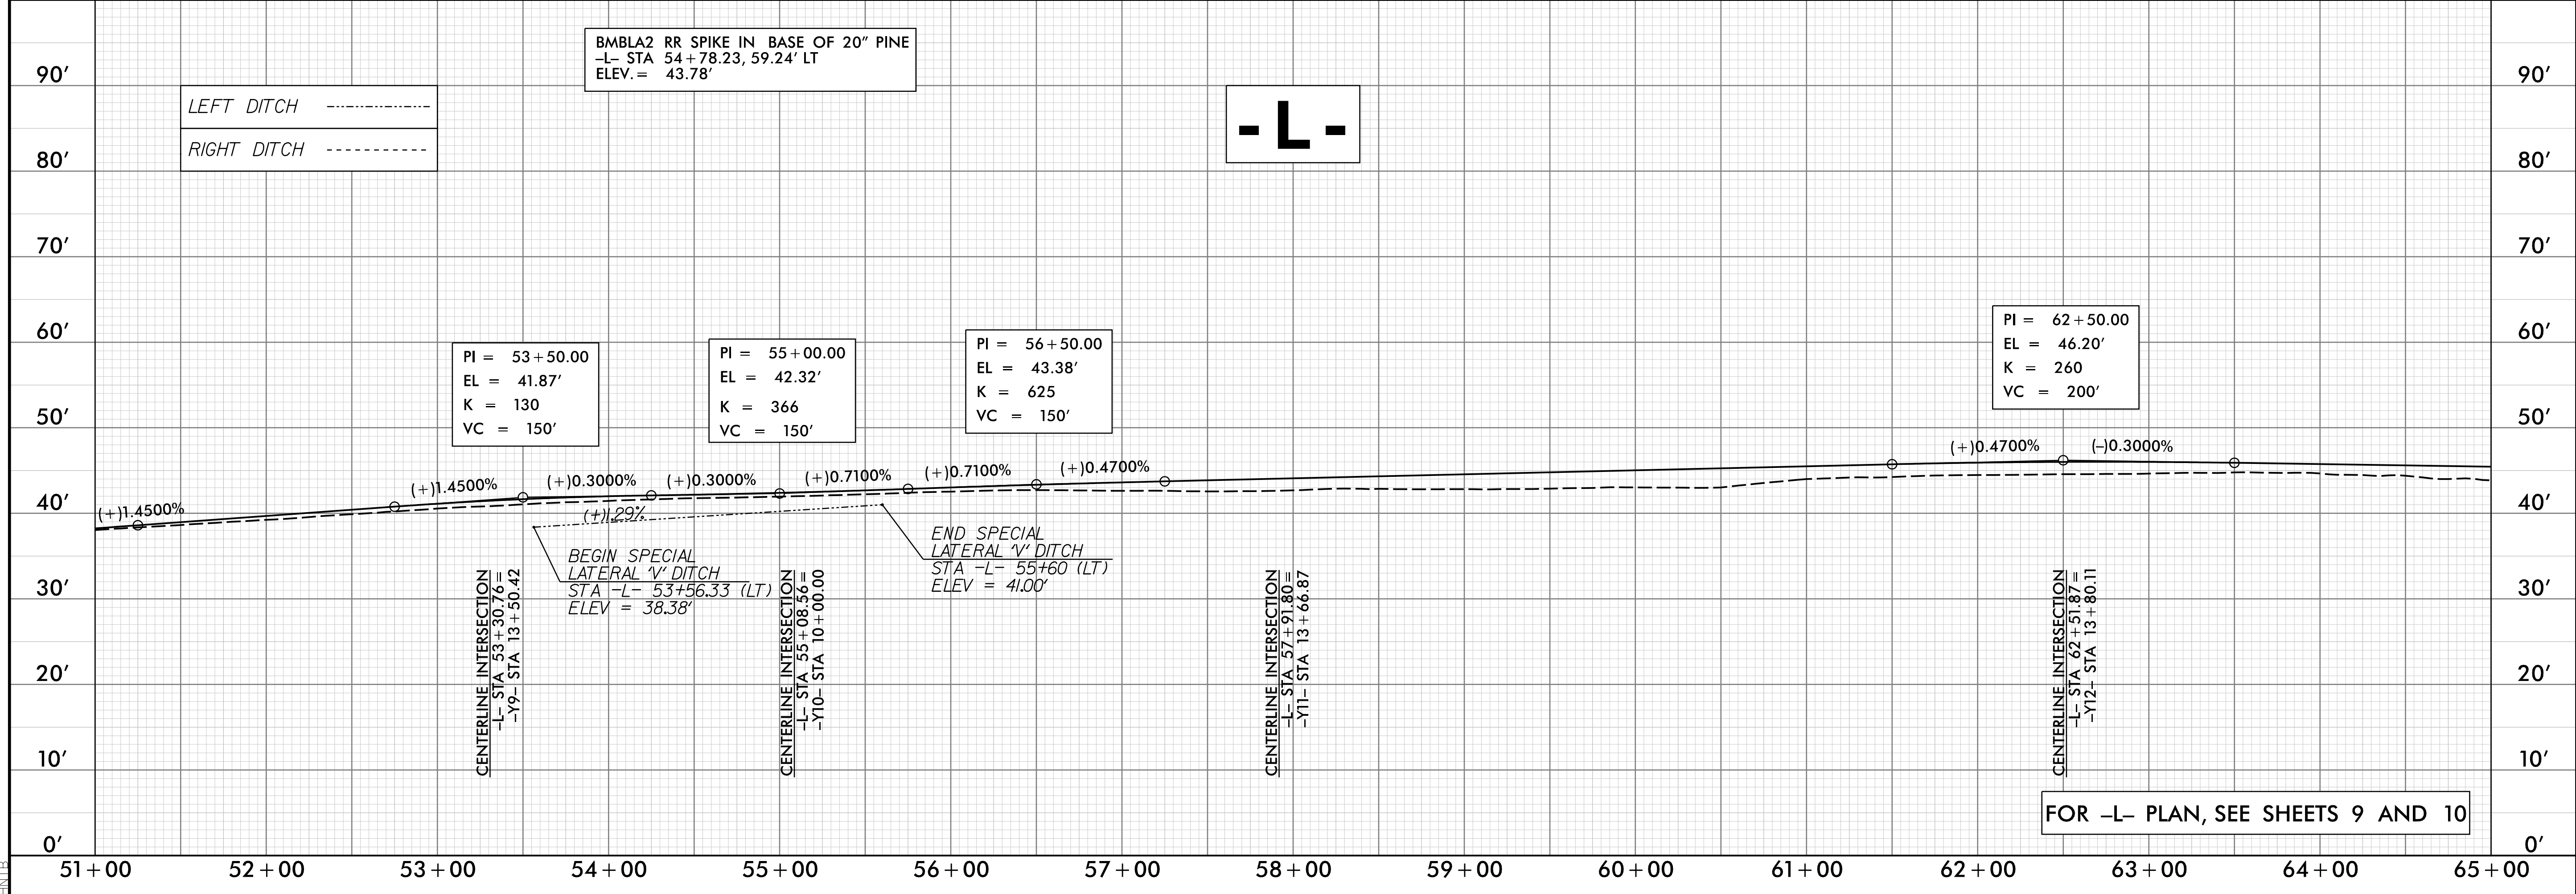 BMBLA2 RR SPIKE IN BASE OF 20" PINE
-L- STA 54+78.23, 59.24' LT
ELEV.= 43.78'
LEFT DITCH
RIGHT DITCH
-L-
90'
80'
70'
60'
50'
40'
30'
20'
10'
0'
90'
80'
70'
60'
50'
40'
30'
20'
10'
0'
PI = 53+50.00
EL = 41.87'
K = 130
VC = 150'
PI = 55+00.00
EL = 42.32'
K = 366
VC = 150'
PI = 56+50.00
EL = 43.38'
K = 625
VC = 150'
PI = 62+50.00
EL = 46.20'
K = 260
VC = 200'
(+)1.4500%
(+)1.4500%
(+)0.3000%
(+)0.3000%
(+)0.7100%
(+)0.7100%
(+)0.4700%
(+)0.4700%
(-)0.3000%
(+)1.29%
BEGIN SPECIAL
LATERAL 'V' DITCH
STA -L- 53+56.33 (LT)
ELEV = 38.38'
END SPECIAL
LATERAL 'V' DITCH
STA -L- 55+60 (LT)
ELEV = 41.00'
CENTERLINE INTERSECTION
-L- STA 53+30.76 =
-Y9- STA 13+50.42
CENTERLINE INTERSECTION
-L- STA 55+08.56 =
-Y10- STA 10+00.00
CENTERLINE INTERSECTION
-L- STA 57+91.80 =
-Y11- STA 13+66.87
CENTERLINE INTERSECTION
-L- STA 62+51.87 =
-Y12- STA 13+80.11
FOR -L- PLAN, SEE SHEETS 9 AND 10
51+00 52+00 53+00 54+00 55+00 56+00 57+00 58+00 59+00 60+00 61+00 62+00 63+00 64+00 65+00